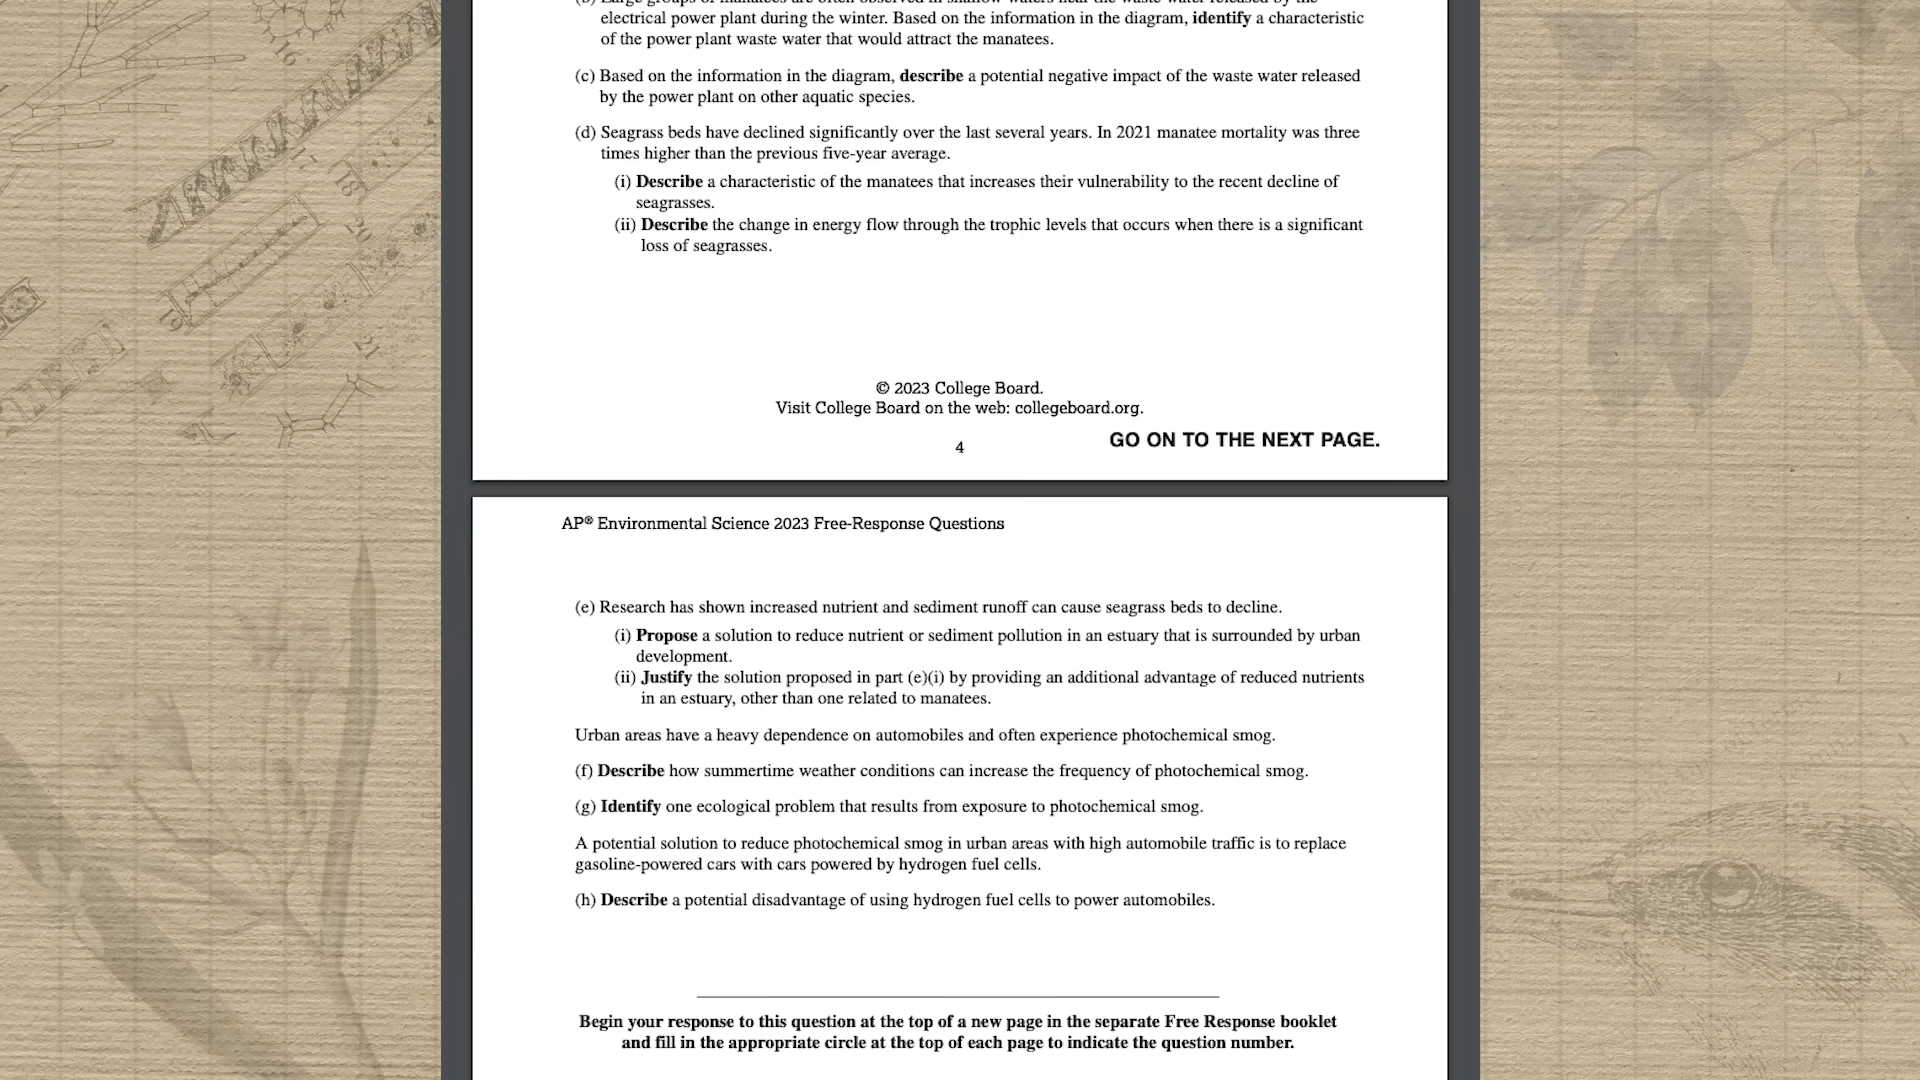 electrical power plant during the winter. Based on the information in the diagram, identify a characteristic
of the power plant waste water that would attract the manatees.
(c) Based on the information in the diagram, describe a potential negative impact of the waste water released
by the power plant on other aquatic species.
(d) Seagrass beds have declined significantly over the last several years. In 2021 manatee mortality was three
times higher than the previous five-year average.
(i) Describe a characteristic of the manatees that increases their vulnerability to the recent decline of
seagrasses.
(ii) Describe the change in energy flow through the trophic levels that occurs when there is a significant
loss of seagrasses.
© 2023 College Board.
Visit College Board on the web: collegeboard.org.
4
GO ON TO THE NEXT PAGE.
AP® Environmental Science 2023 Free-Response Questions
(e) Research has shown increased nutrient and sediment runoff can cause seagrass beds to decline.
(i) Propose a solution to reduce nutrient or sediment pollution in an estuary that is surrounded by urban
development.
(ii) Justify the solution proposed in part (e)(i) by providing an additional advantage of reduced nutrients
in an estuary, other than one related to manatees.
Urban areas have a heavy dependence on automobiles and often experience photochemical smog.
(f) Describe how summertime weather conditions can increase the frequency of photochemical smog.
(g) Identify one ecological problem that results from exposure to photochemical smog.
A potential solution to reduce photochemical smog in urban areas with high automobile traffic is to replace
gasoline-powered cars with cars powered by hydrogen fuel cells.
(h) Describe a potential disadvantage of using hydrogen fuel cells to power automobiles.
Begin your response to this question at the top of a new page in the separate Free Response booklet
and fill in the appropriate circle at the top of each page to indicate the question number.
16
17
18
20
19
21